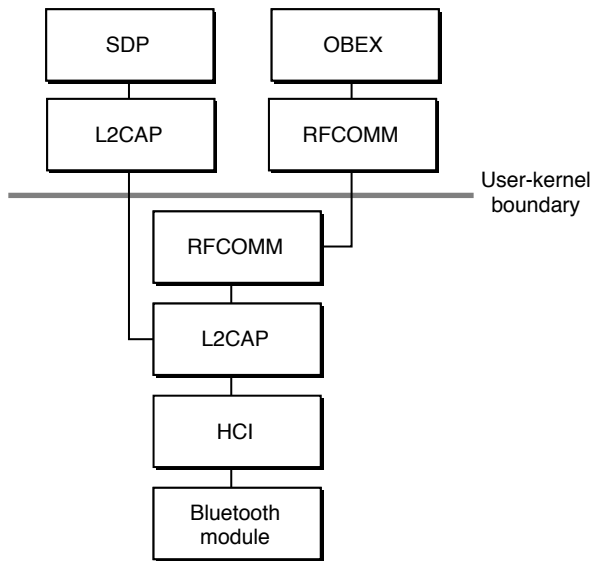 SDP
OBEX
L2CAP
RFCOMM
User-kernel
boundary
RFCOMM
L2CAP
HCI
Bluetooth
module